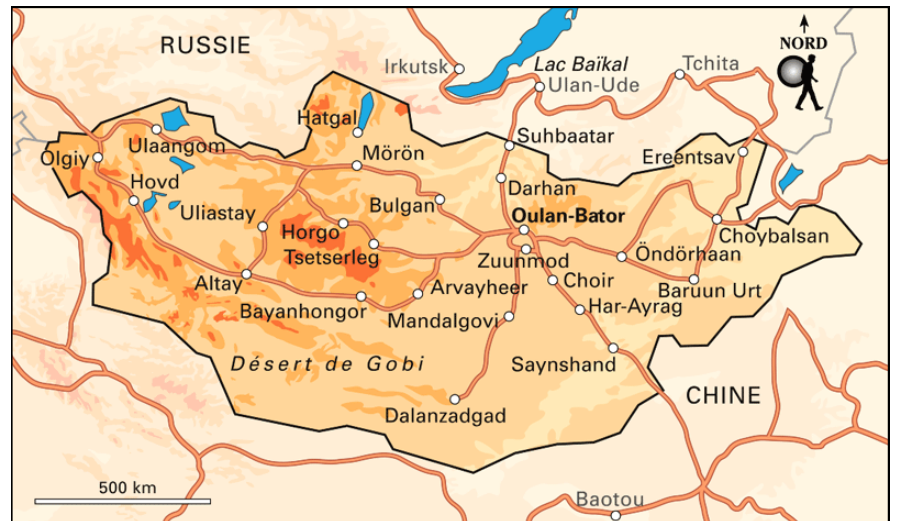 RUSSIE
Irkutsk
Lac Baïkal
Ulan-Ude
Tchita
NORD
Hatgal
Suhbaatar
Ulaangom
Olgiy
Mörön
Ereentsav
Hovd
Darhan
Uliastay
Bulgan
Oulan-Bator
Horgo
Tsetserleg
Choybalsan
Zuunmod
Öndörhaan
Altay
Arvayheer
Choir
Baruun Urt
Bayanhongor
Mandalgovi
Har-Ayrag
Désert de Gobi
Saynshand
CHINE
Dalanzadgad
500 km
Baotou